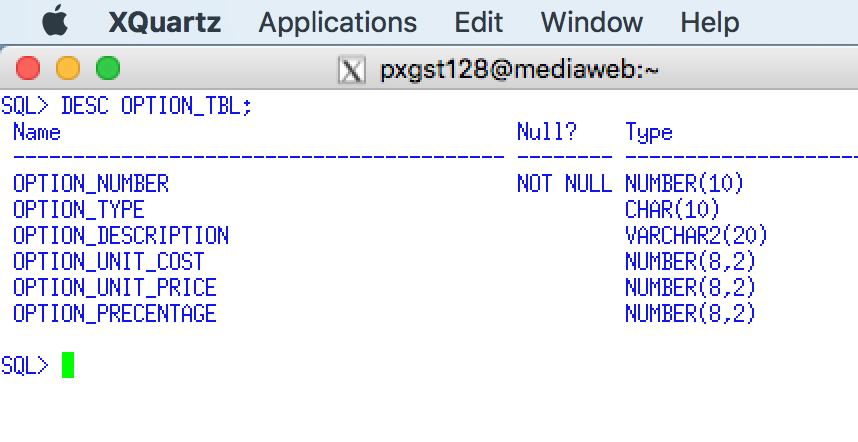 XQuartz Applications Edit Window Help
X pxgst128@mediaweb:~
SQL> DESC OPTION_TBL;
Name Null? Type
----------------------------------------- -------- --------------------
OPTION_NUMBER NOT NULL NUMBER(10)
OPTION_TYPE CHAR(10)
OPTION_DESCRIPTION VARCHAR2(20)
OPTION_UNIT_COST NUMBER(8,2)
OPTION_UNIT_PRICE NUMBER(8,2)
OPTION_PRECENTAGE NUMBER(8,2)
SQL>